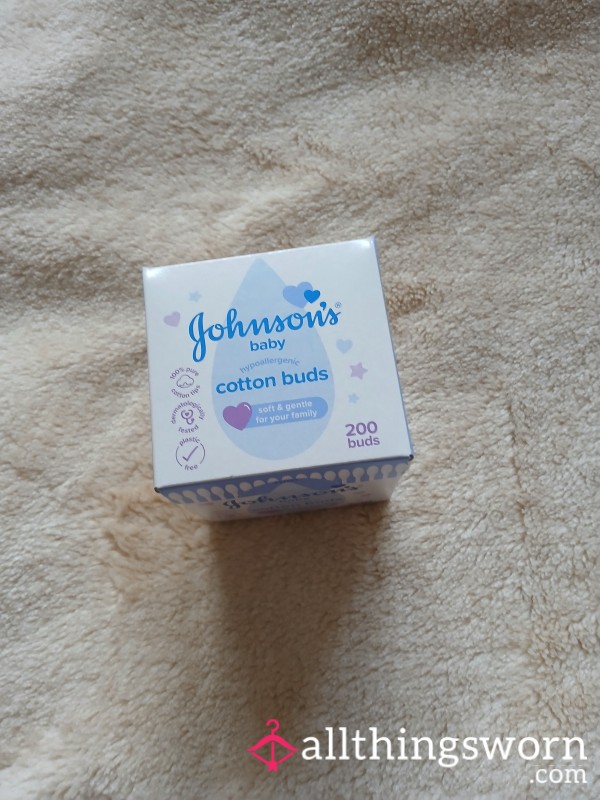 Johnson's®
baby
hypoallergenic
cotton buds
soft & gentle
for your family
100% pure
cotton tips
dermatologically
tested
plastic
free
200
buds
Johnson's
allthingsworn
.com